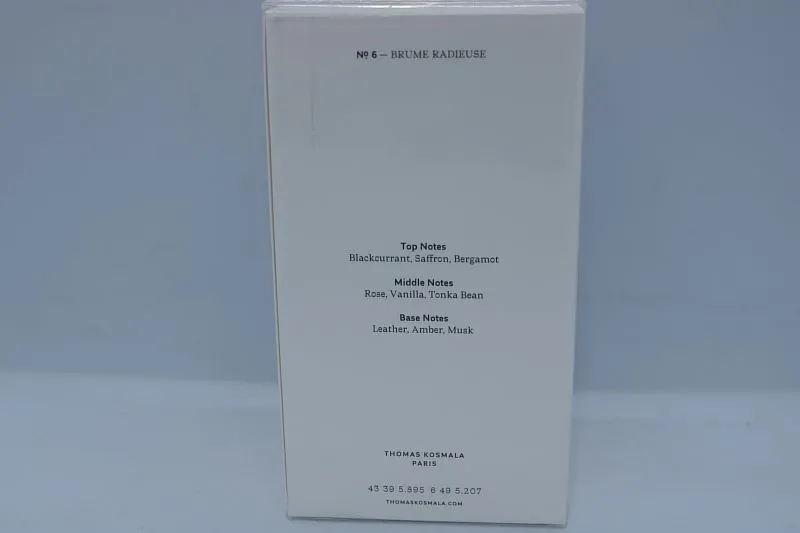 Nº 6 — BRUME RADIEUSE
Top Notes
Blackcurrant, Saffron, Bergamot
Middle Notes
Rose, Vanilla, Tonka Bean
Base Notes
Leather, Amber, Musk
THOMAS KOSMALA
PARIS
43 39 5.895 6 49 5.207
THOMASKOSMALA.COM